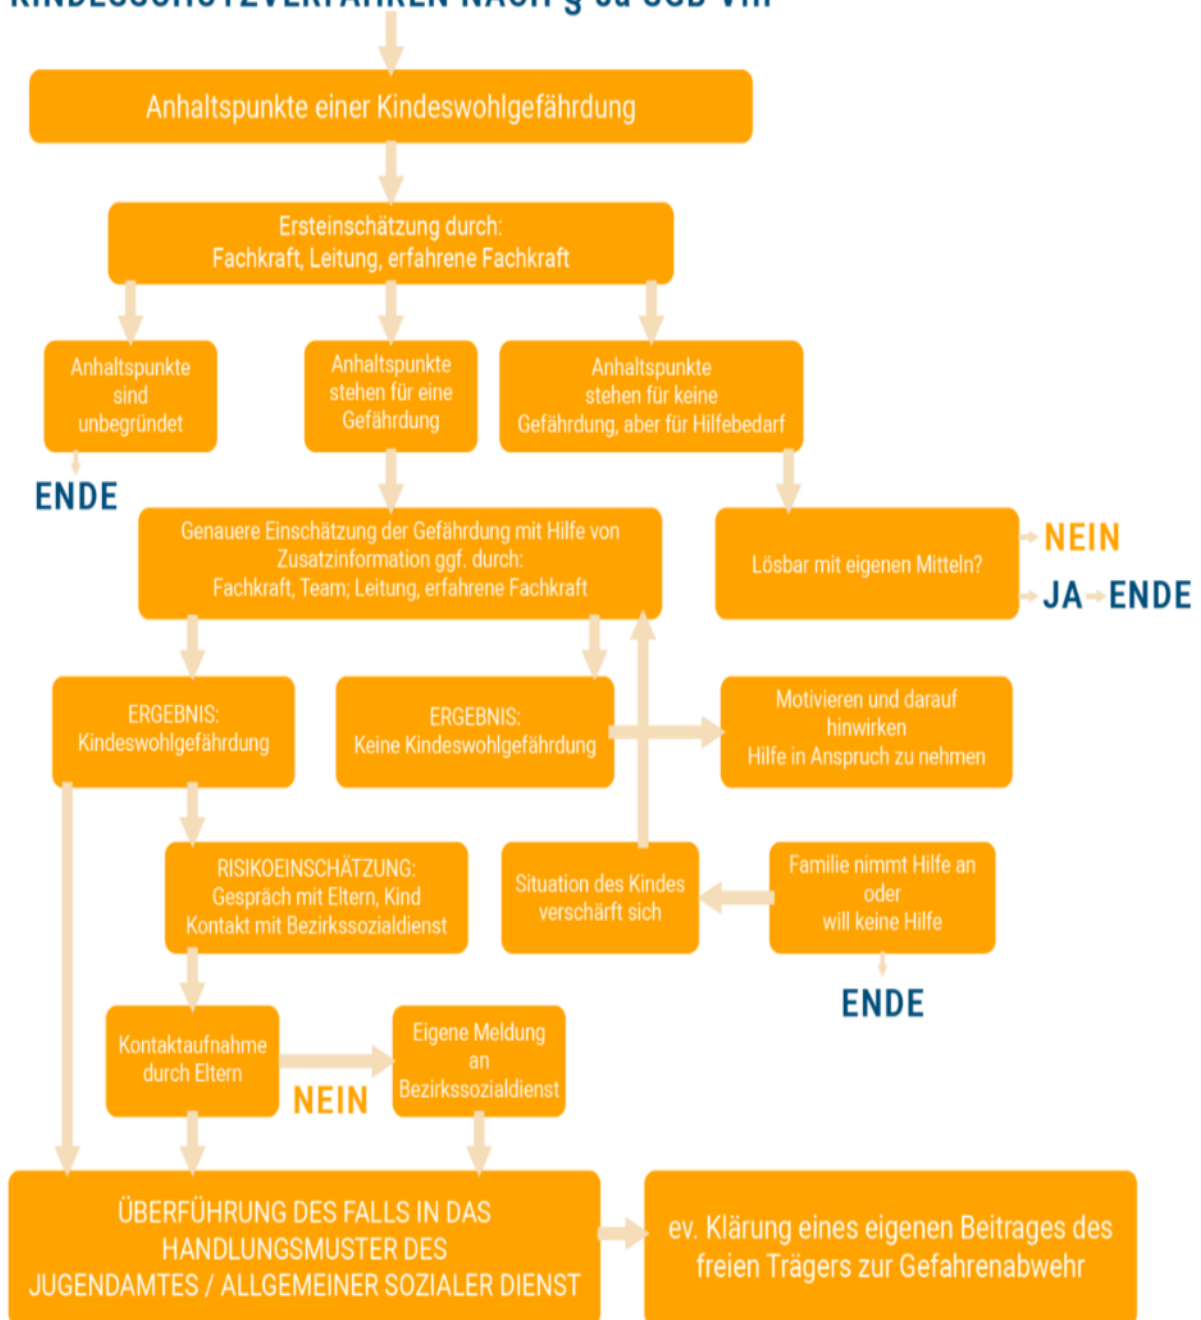 KINDESSCHUTZVERFAHREN NACH § 8a SGB VIII
Anhaltspunkte einer Kindeswohlgefährdung
Ersteinschätzung durch:
Fachkraft, Leitung, erfahrene Fachkraft
Anhaltspunkte
sind
unbegründet
Anhaltspunkte
stehen für eine
Gefährdung
Anhaltspunkte
stehen für keine
Gefährdung, aber für Hilfebedarf
ENDE
Genauere Einschätzung der Gefährdung mit Hilfe von
Zusatzinformation ggf. durch:
Fachkraft, Team; Leitung, erfahrene Fachkraft
Lösbar mit eigenen Mitteln?
NEIN
JA ENDE
ERGEBNIS:
Kindeswohlgefährdung
ERGEBNIS:
Keine Kindeswohlgefährdung
Motivieren und darauf
hinwirken
Hilfe in Anspruch zu nehmen
RISIKOEINSCHÄTZUNG:
Gespräch mit Eltern, Kind
Kontakt mit Bezirkssozialdienst
Situation des Kindes
verschärft sich
Familie nimmt Hilfe an
oder
will keine Hilfe
ENDE
Kontaktaufnahme
durch Eltern
NEIN
Eigene Meldung
an
Bezirkssozialdienst
ÜBERFÜHRUNG DES FALLS IN DAS
HANDLUNGSMUSTER DES
JUGENDAMTES / ALLGEMEINER SOZIALER DIENST
ev. Klärung eines eigenen Beitrages des
freien Trägers zur Gefahrenabwehr